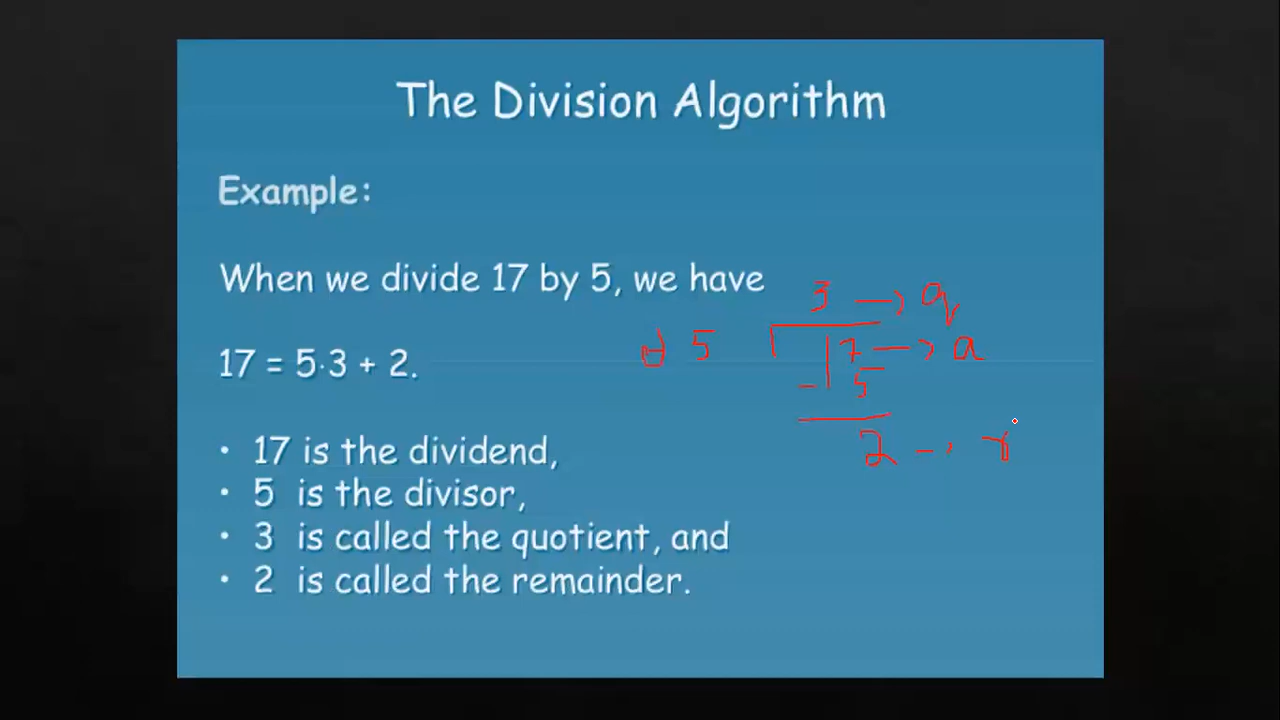 The Division Algorithm
Example:
When we divide 17 by 5, we have
17 = 5·3 + 2.
• 17 is the dividend,
• 5 is the divisor,
• 3 is called the quotient, and
• 2 is called the remainder.
3 → q
5 17 → a
- 15
2 → r